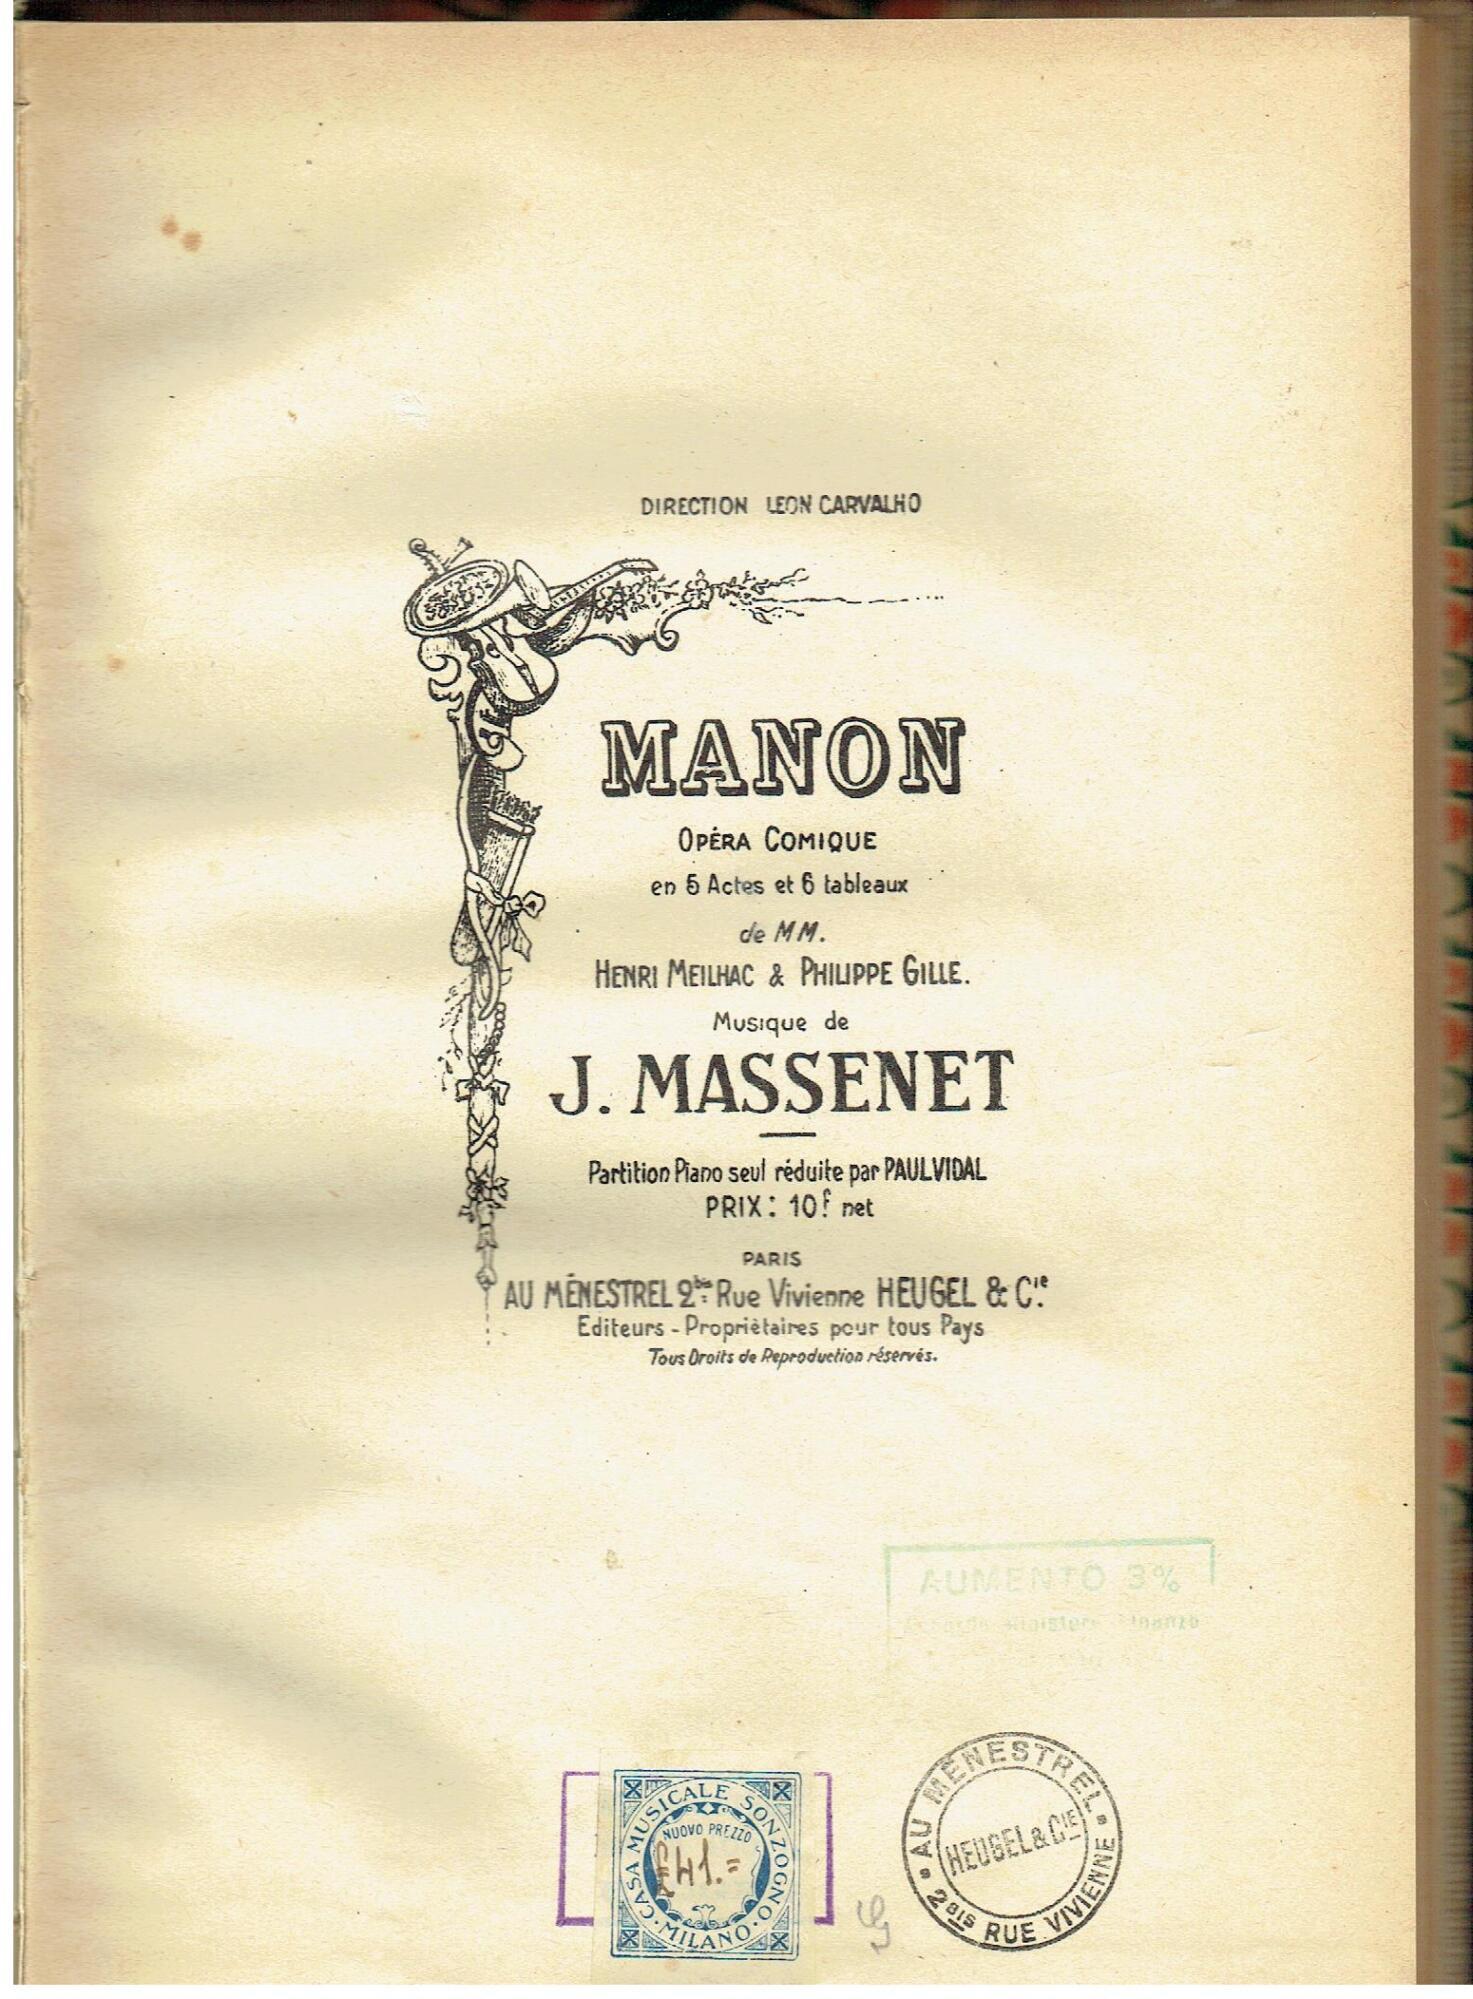 DIRECTION LEON CARVALHO
MANON
OPÉRA COMIQUE
en 5 Actes et 6 tableaux
de MM.
HENRI MEILHAC & PHILIPPE GILLE.
Musique de
J. MASSENET
Partition Piano seul réduite par PAUL VIDAL
PRIX: 10f net
PARIS
AU MÉNESTREL 2bis Rue Vivienne HEUGEL & Cie.
Editeurs - Propriètaires pour tous Pays
Tous Droits de Reproduction réservés.
AUMENTO 3%
CASA MUSICALE SONZOGNO · MILANO ·
NUOVO PREZZO
41.=
AU MÉNESTREL
HEUGEL & CIE
2BIS RUE VIVIENNE